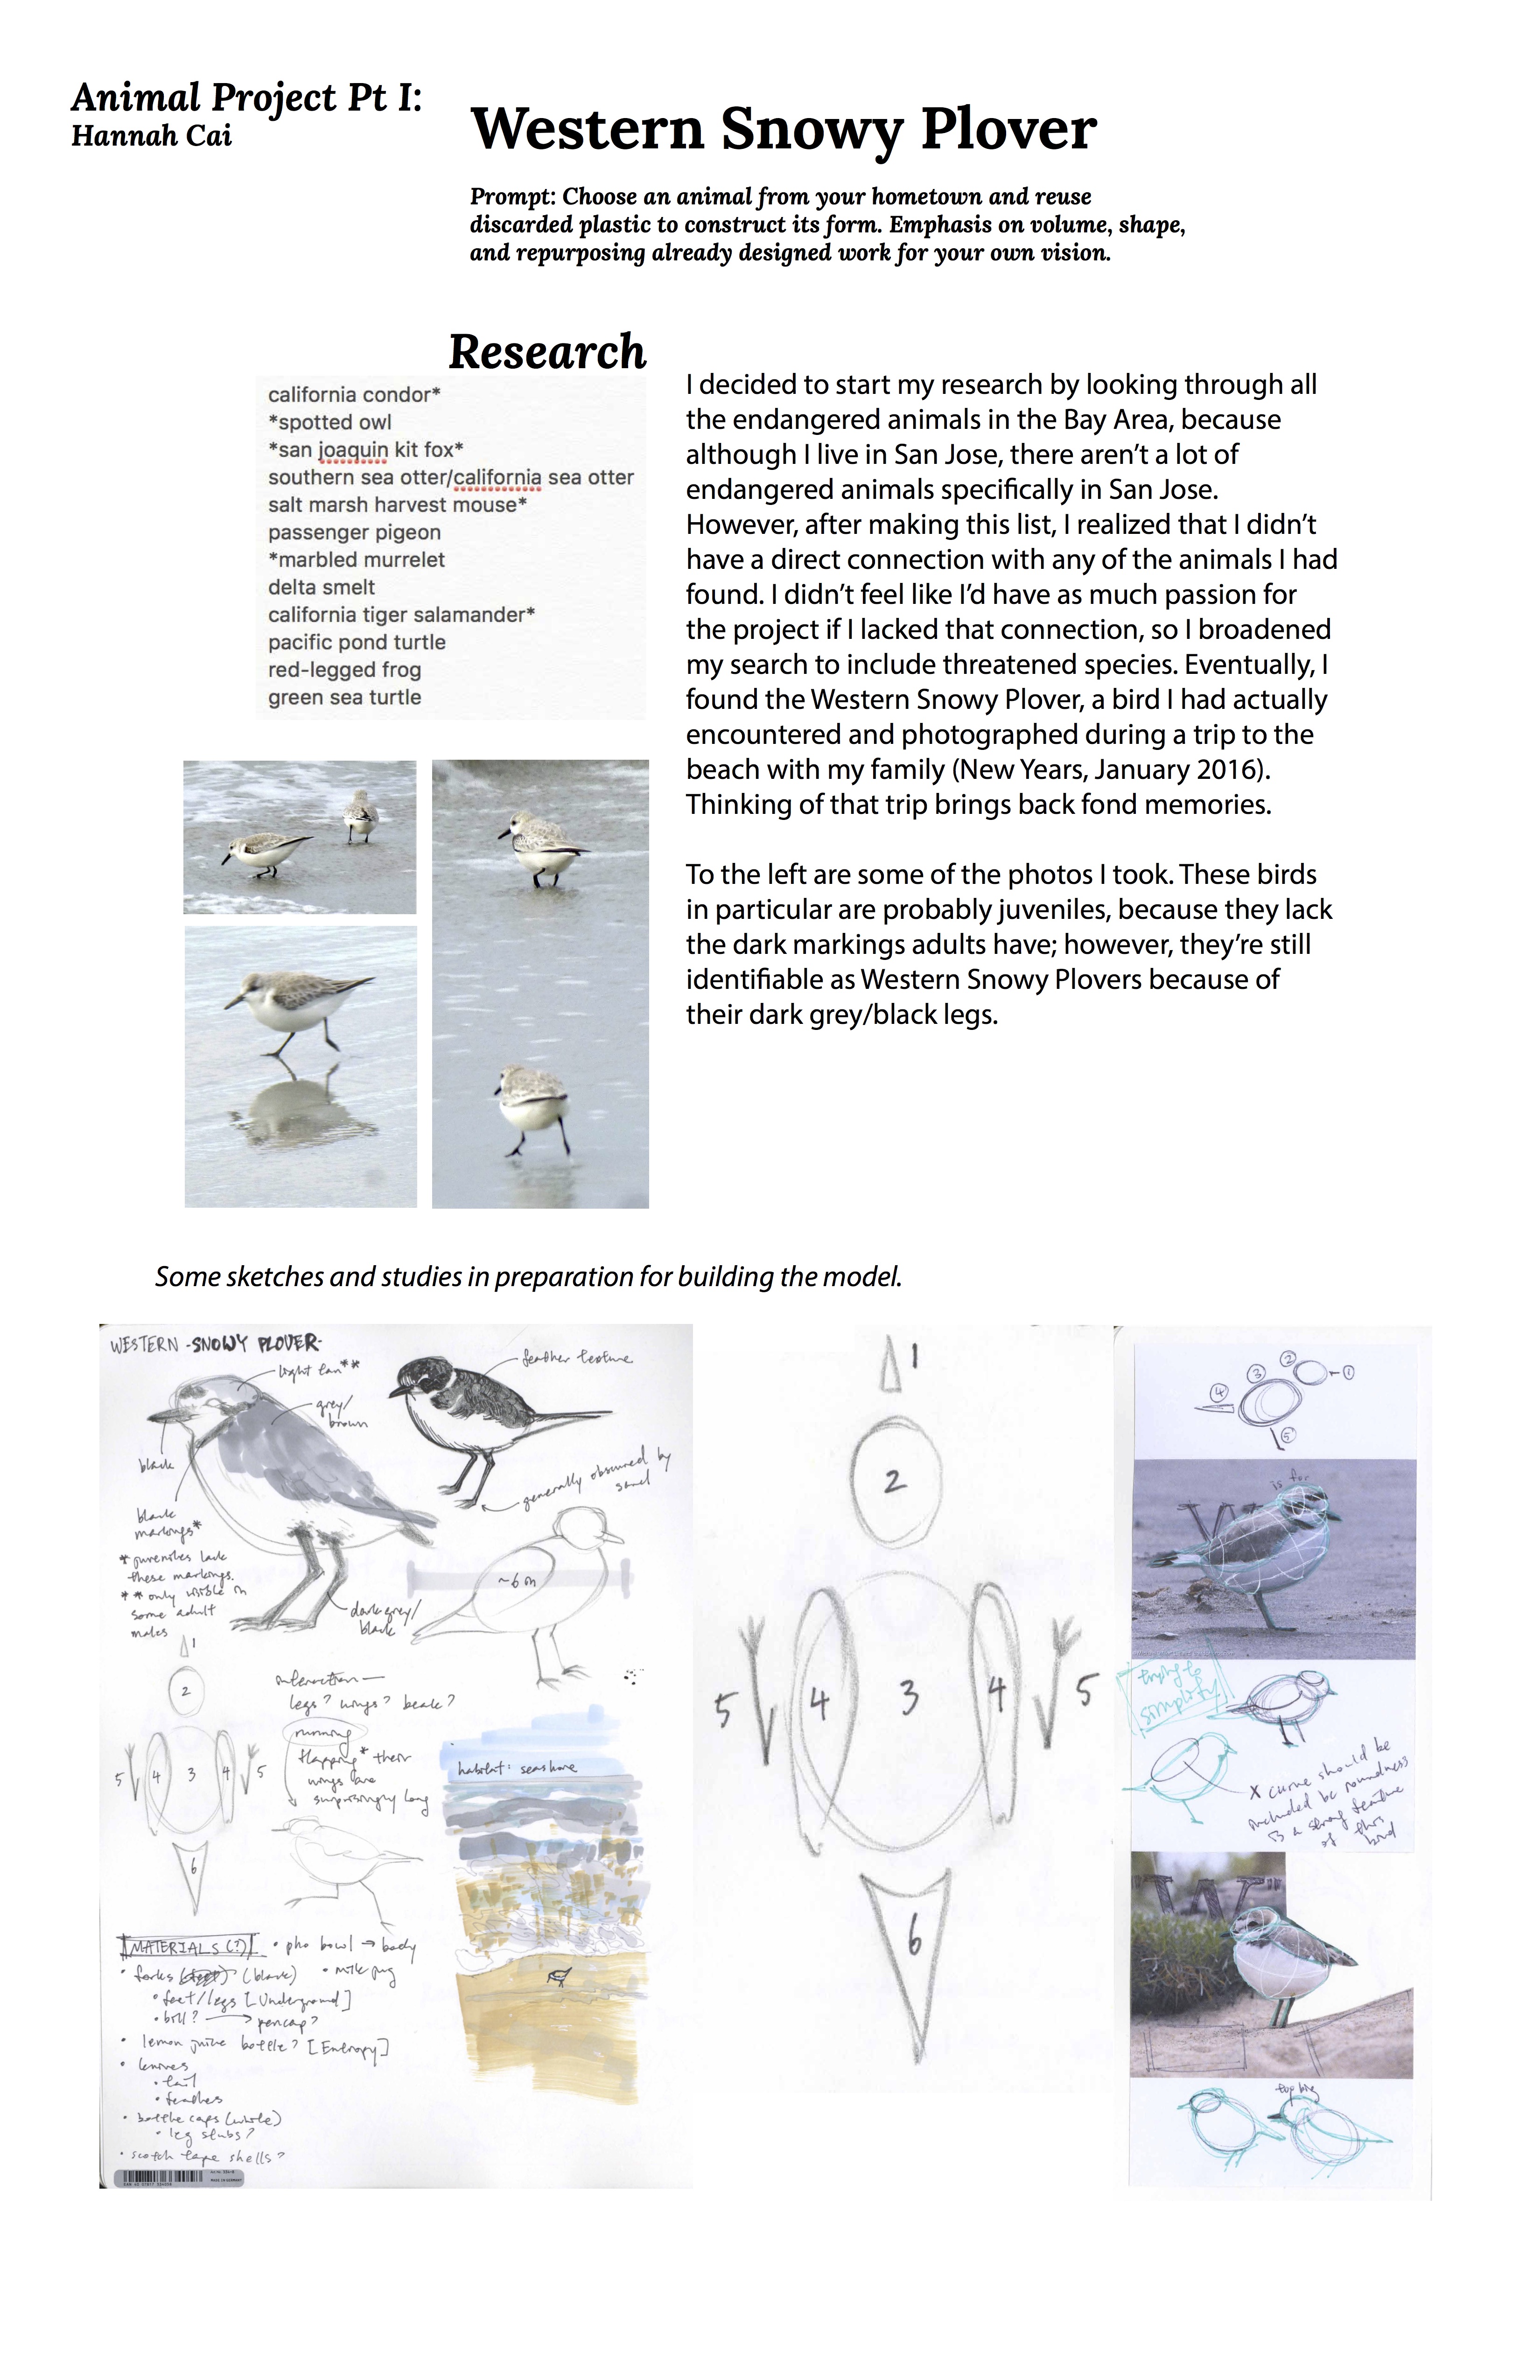 Animal Project Pt I:
Hannah Cai
Western Snowy Plover
Prompt: Choose an animal from your hometown and reuse
discarded plastic to construct its form. Emphasis on volume, shape,
and repurposing already designed work for your own vision.
Research
california condor*
*spotted owl
*san joaquin kit fox*
southern sea otter/california sea otter
salt marsh harvest mouse*
passenger pigeon
*marbled murrelet
delta smelt
california tiger salamander*
pacific pond turtle
red-legged frog
green sea turtle
I decided to start my research by looking through all
the endangered animals in the Bay Area, because
although I live in San Jose, there aren't a lot of
endangered animals specifically in San Jose.
However, after making this list, I realized that I didn't
have a direct connection with any of the animals I had
found. I didn't feel like I'd have as much passion for
the project if I lacked that connection, so I broadened
my search to include threatened species. Eventually, I
found the Western Snowy Plover, a bird I had actually
encountered and photographed during a trip to the
beach with my family (New Years, January 2016).
Thinking of that trip brings back fond memories.
To the left are some of the photos I took. These birds
in particular are probably juveniles, because they lack
the dark markings adults have; however, they're still
identifiable as Western Snowy Plovers because of
their dark grey/black legs.
Some sketches and studies in preparation for building the model.
WESTERN -SNOWY PLOVER-
light tan**
feather texture
grey/
brown
black
generally obscured by
sand
black
markings*
*juveniles lack
these markings.
**only visible in
some adult
males
~6 in
dark grey/
black
1
2
3
4
4
5
5
6
interaction—
legs? wings? beak?
running
flapping* their
wings are
surprisingly long
habitat: seashore
MATERIALS (?)
• pho bowl → body
• forks (black)
• milk jug
• feet/legs [Underground]
• bill? → pencap?
• lemon juice bottle? [Entropy]
• knives
• tail
• feathers
• bottle caps (white)
• leg stubs?
• scotch tape shells?
1
2
3
4
4
5
5
6
1
2
3
4
5
is for
trying to
simplify
X curve should be
included bc roundness
is a strong feature
of this
bird